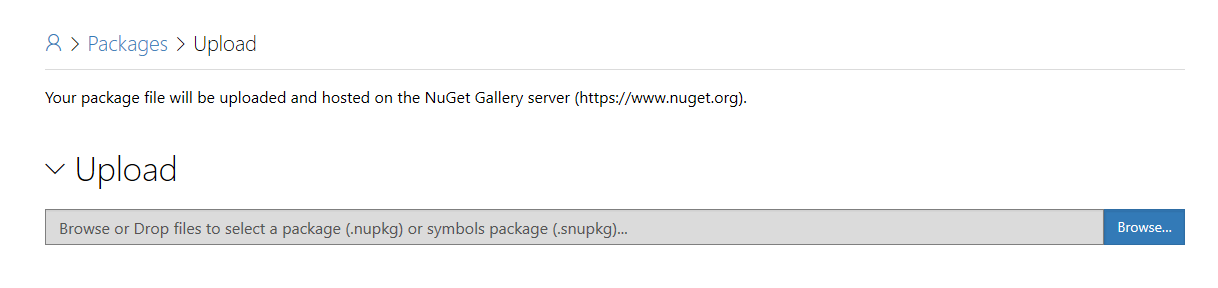 Packages > Upload
Your package file will be uploaded and hosted on the NuGet Gallery server (https://www.nuget.org).
Upload
Browse or Drop files to select a package (.nupkg) or symbols package (.snupkg)...
Browse...